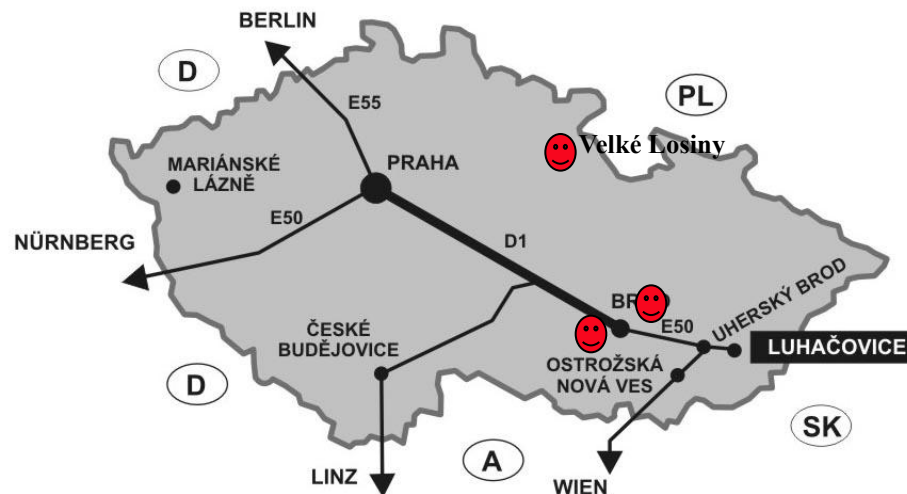 BERLIN
D
E55
PL
Velké Losiny
PRAHA
MARIÁNSKÉ
LÁZNĚ
E50
NÜRNBERG
D1
UHERSKÝ BROD
E50
ČESKÉ
BUDĚJOVICE
LUHAČOVICE
OSTROŽSKÁ
NOVÁ VES
D
SK
A
LINZ
WIEN